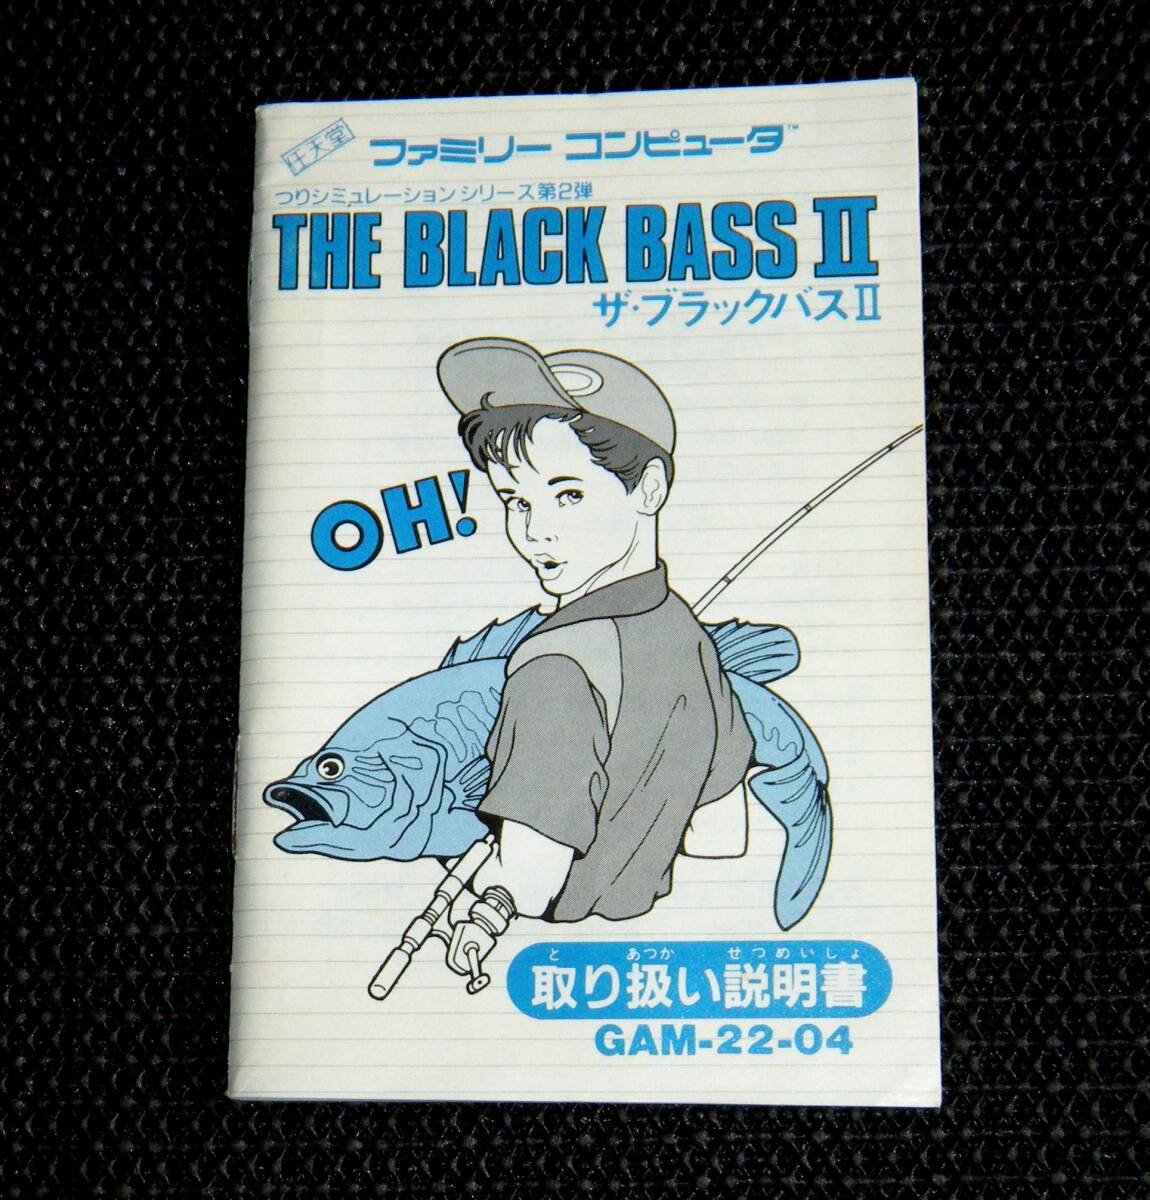 任天堂
ファミリー コンピュータ™
つりシミュレーションシリーズ第2弾
THE BLACK BASS II
ザ・ブラックバスII
OH!
と あつか せつめいしょ
取り扱い説明書
GAM-22-04